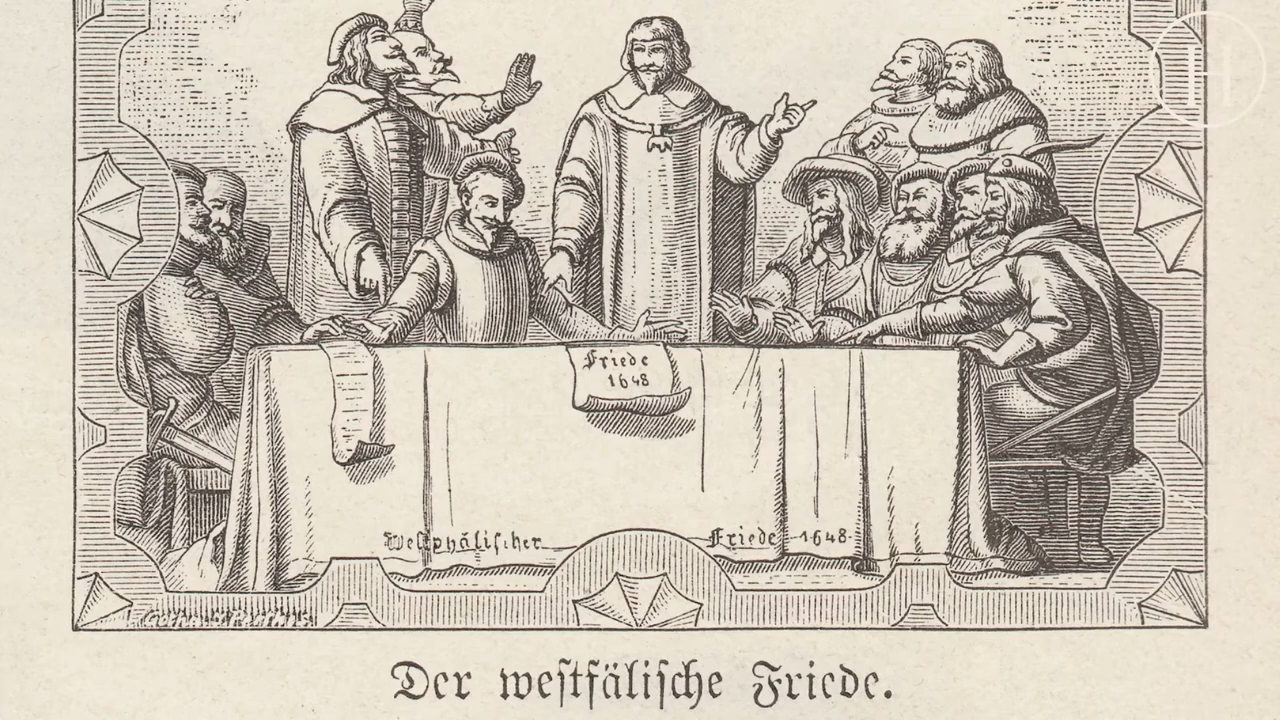 H
Friede
1648
Westphälischer Friede 1648
Der westfälische Friede.